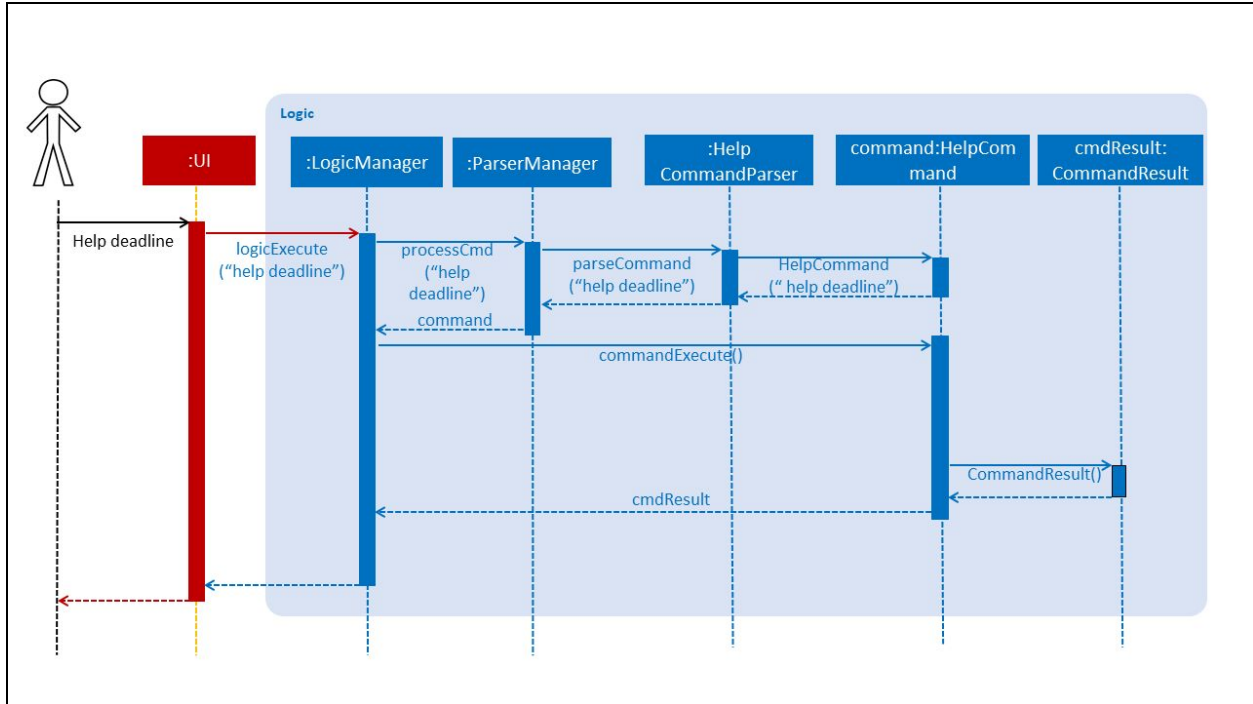 Logic
:UI
:LogicManager
:ParserManager
:Help
CommandParser
command:HelpCom
mand
cmdResult:
CommandResult
Help deadline
logicExecute
(“help deadline”)
processCmd
(“help
deadline”)
parseCommand
(“help deadline”)
HelpCommand
(“ help deadline”)
command
commandExecute()
CommandResult()
cmdResult